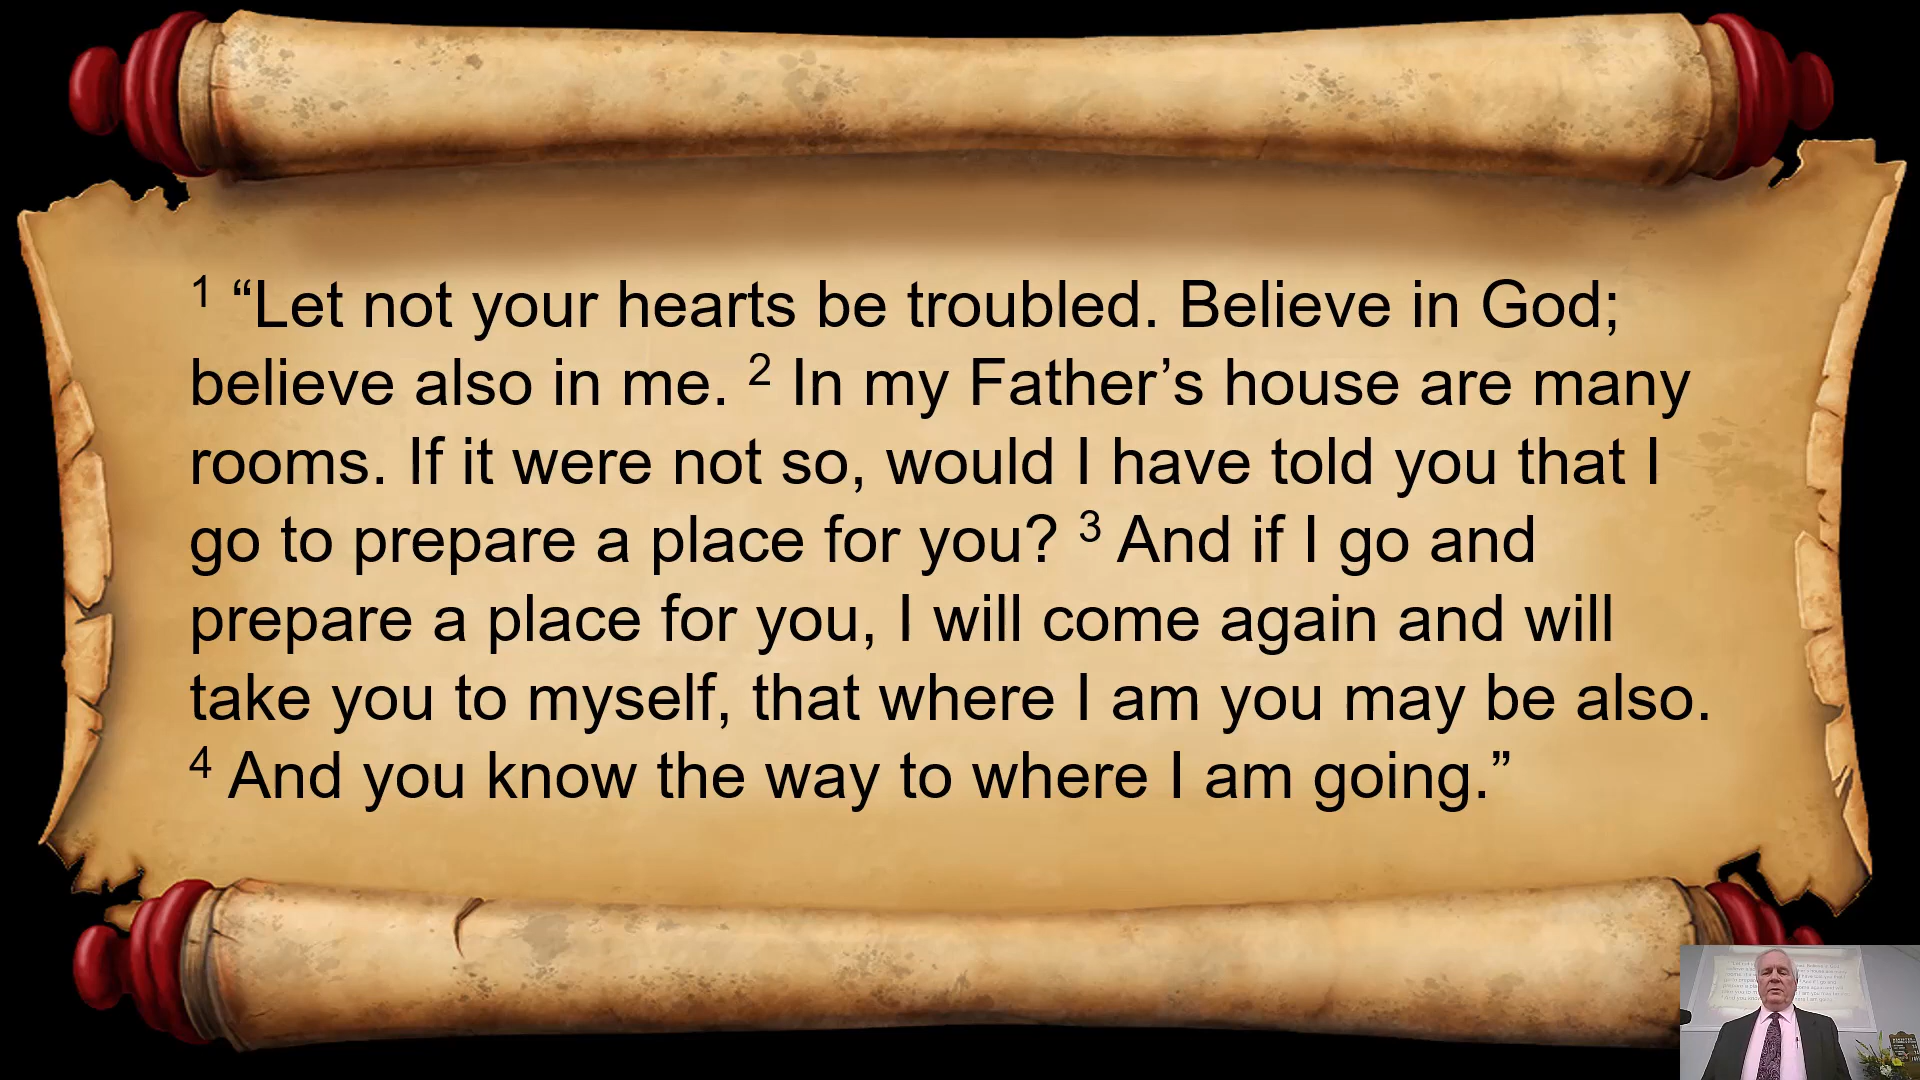 1 “Let not your hearts be troubled. Believe in God;
believe also in me. 2 In my Father’s house are many
rooms. If it were not so, would I have told you that I
go to prepare a place for you? 3 And if I go and
prepare a place for you, I will come again and will
take you to myself, that where I am you may be also.
4 And you know the way to where I am going.”